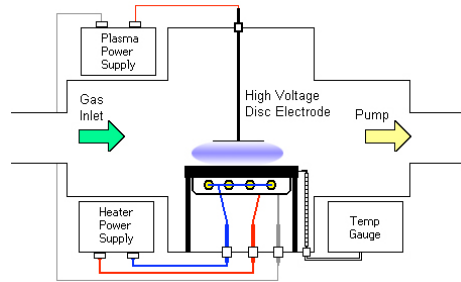 Plasma
Power
Supply
Gas
Inlet
High Voltage
Disc Electrode
Pump
Heater
Power
Supply
Temp
Gauge